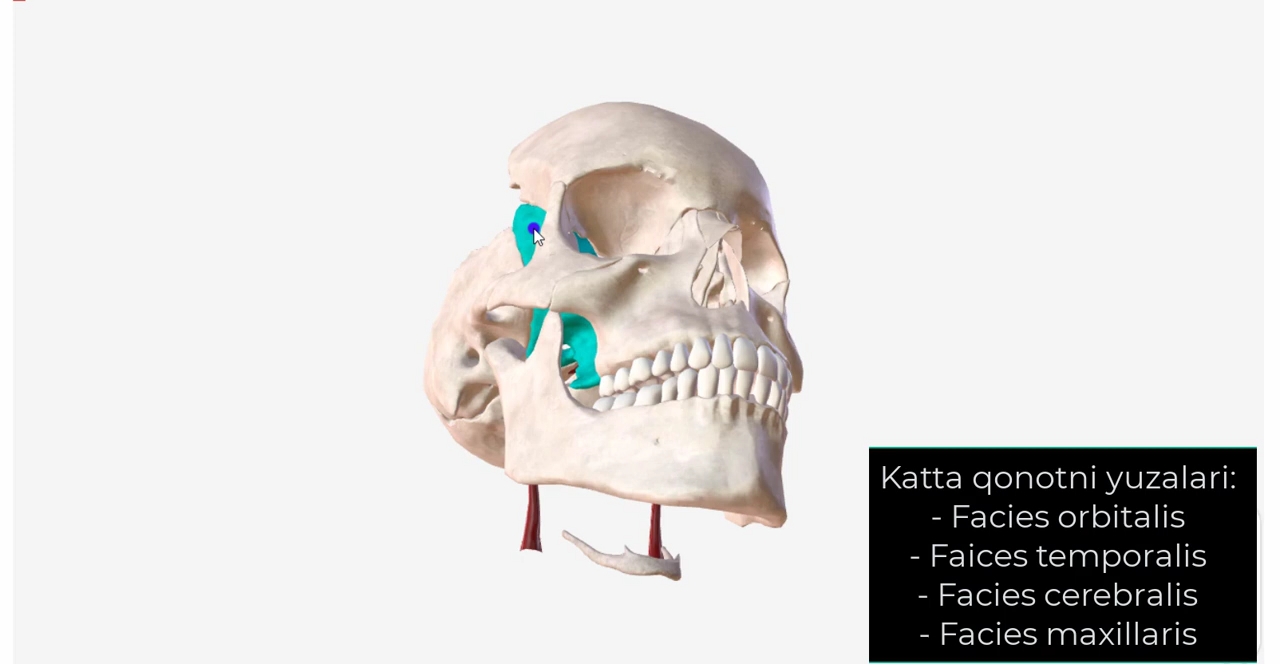 Katta qonotni yuzalari:
- Facies orbitalis
- Faices temporalis
- Facies cerebralis
- Facies maxillaris